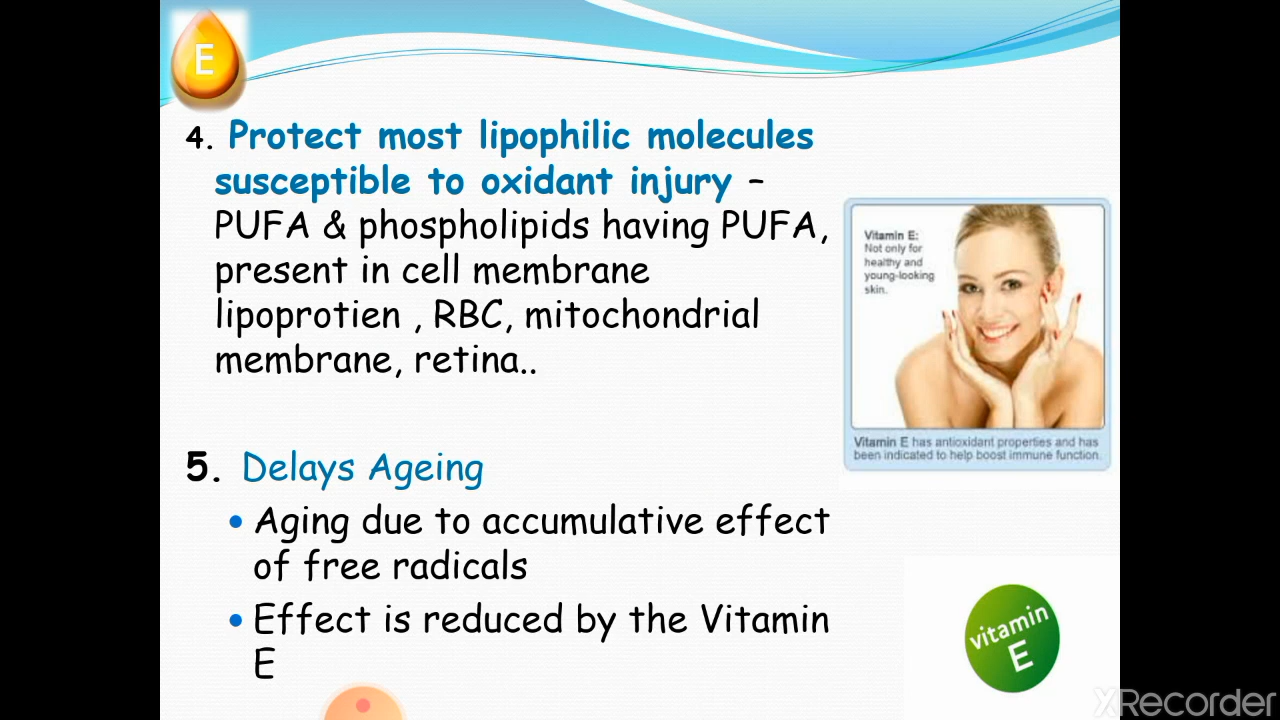 E
4. Protect most lipophilic molecules
susceptible to oxidant injury –
PUFA & phospholipids having PUFA,
present in cell membrane
lipoprotien , RBC, mitochondrial
membrane, retina..
Vitamin E:
Not only for
healthy and
young-looking
skin.
Vitamin E has antioxidant properties and has
been indicated to help boost immune function.
5. Delays Ageing
• Aging due to accumulative effect
of free radicals
• Effect is reduced by the Vitamin
E
vitamin
E
XRecorder